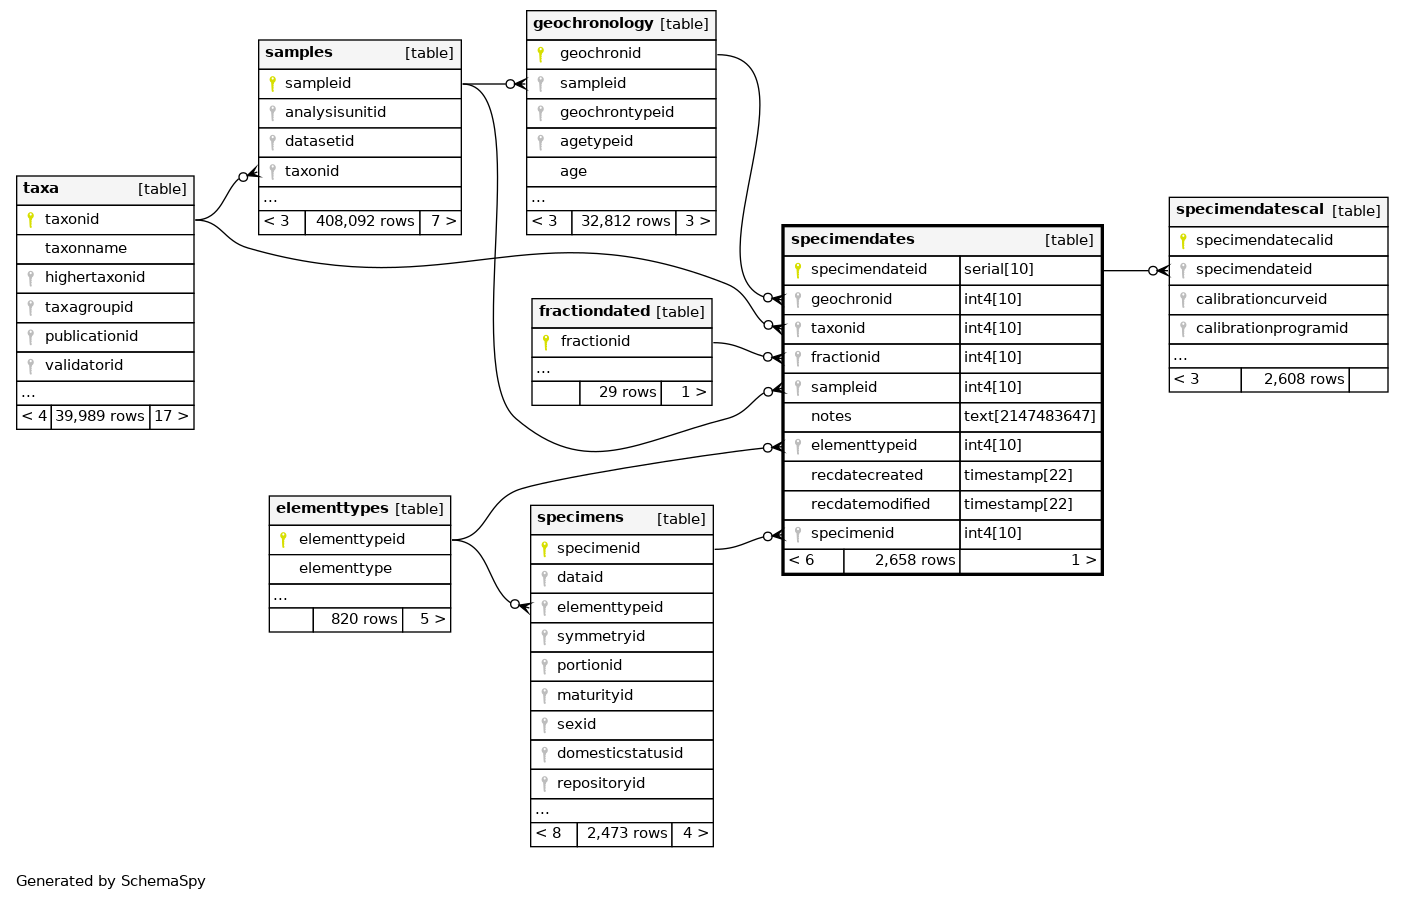 geochronology [table]
geochronid
sampleid
geochrontypeid
agetypeid
age
...
< 3 32,812 rows 3 >
samples [table]
sampleid
analysisunitid
datasetid
taxonid
...
< 3 408,092 rows 7 >
taxa [table]
taxonid
taxonname
highertaxonid
taxagroupid
publicationid
validatorid
...
< 4 39,989 rows 17 >
specimendatescal [table]
specimendatecalid
specimendateid
calibrationcurveid
calibrationprogramid
...
< 3 2,608 rows
specimendates [table]
specimendateid serial[10]
geochronid int4[10]
taxonid int4[10]
fractionid int4[10]
sampleid int4[10]
notes text[2147483647]
elementtypeid int4[10]
recdatecreated timestamp[22]
recdatemodified timestamp[22]
specimenid int4[10]
< 6 2,658 rows 1 >
fractiondated [table]
fractionid
...
29 rows 1 >
elementtypes [table]
elementtypeid
elementtype
...
820 rows 5 >
specimens [table]
specimenid
dataid
elementtypeid
symmetryid
portionid
maturityid
sexid
domesticstatusid
repositoryid
...
< 8 2,473 rows 4 >
Generated by SchemaSpy